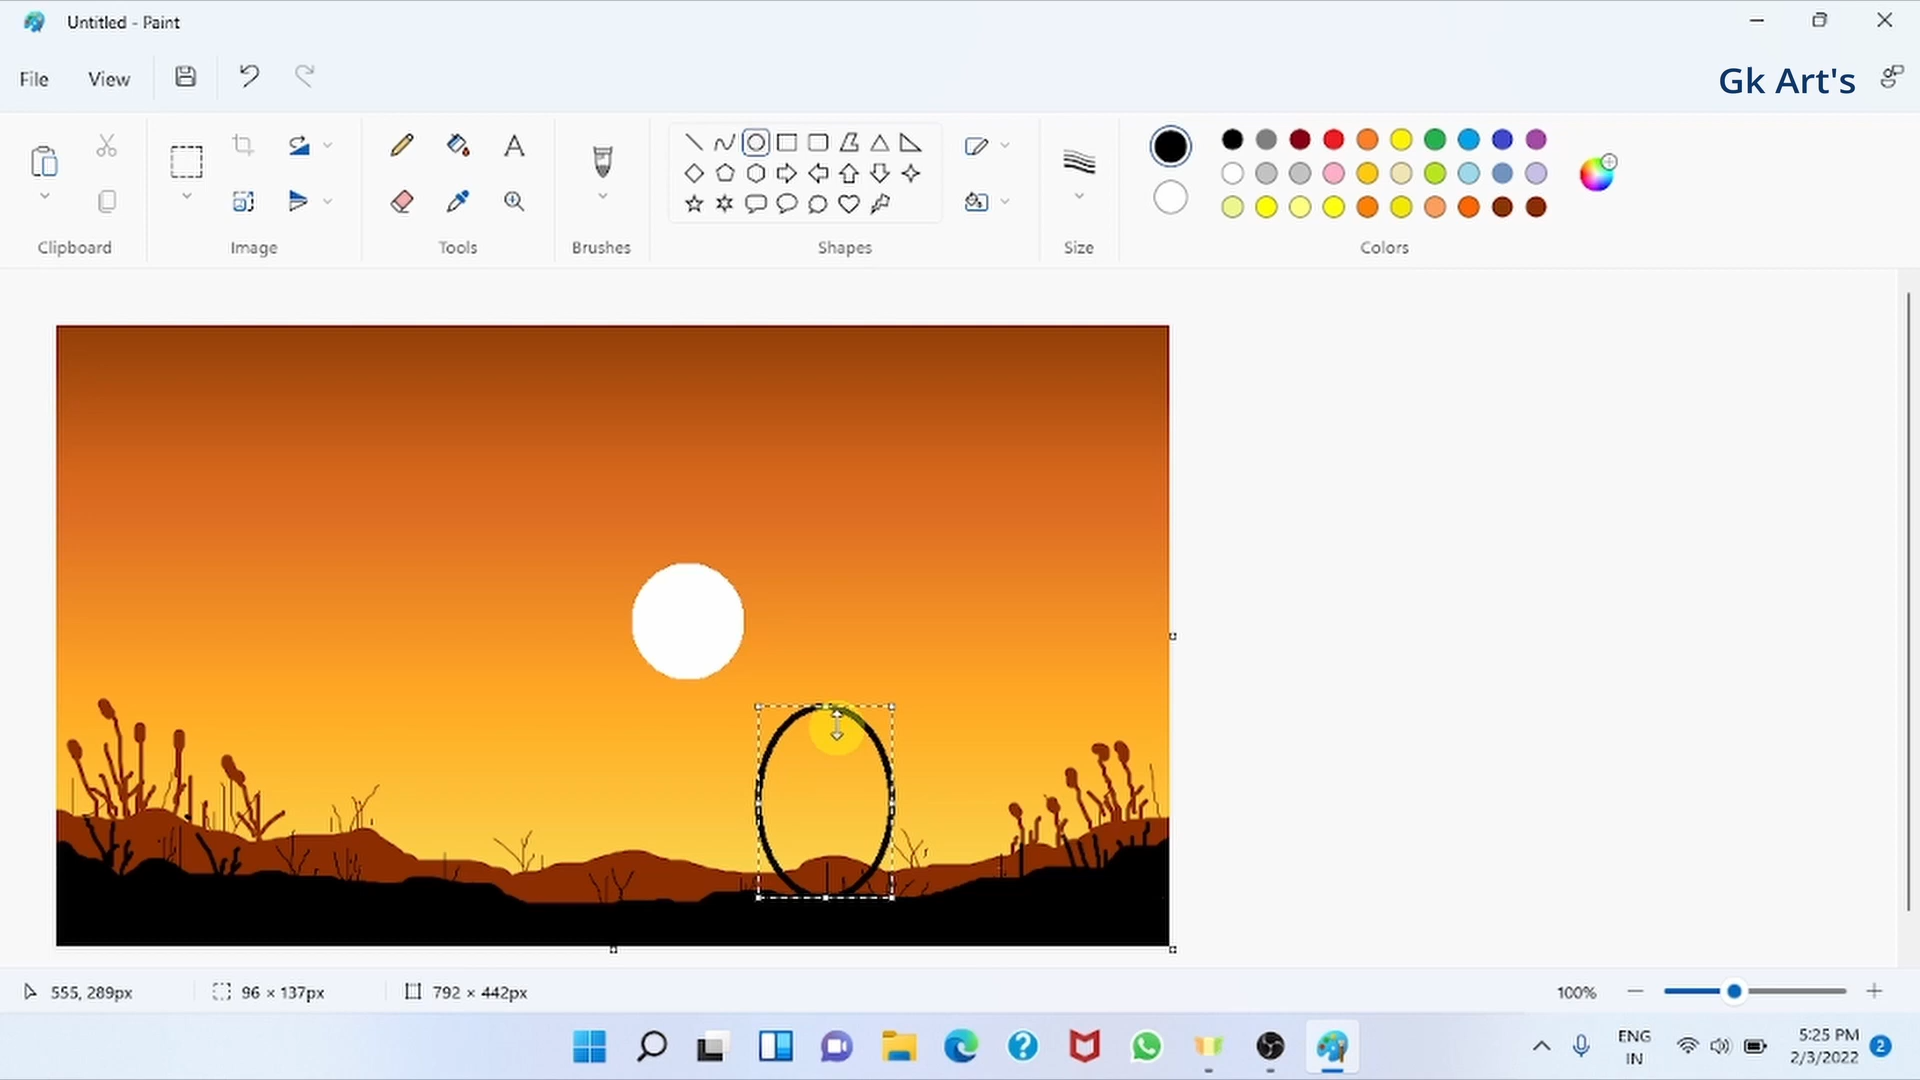 Untitled - Paint
File View
Gk Art's
Clipboard Image Tools Brushes Shapes Size Colors
555, 289px 96 × 137px 792 × 442px 100%
ENG 5:25 PM
IN 2/3/2022 2